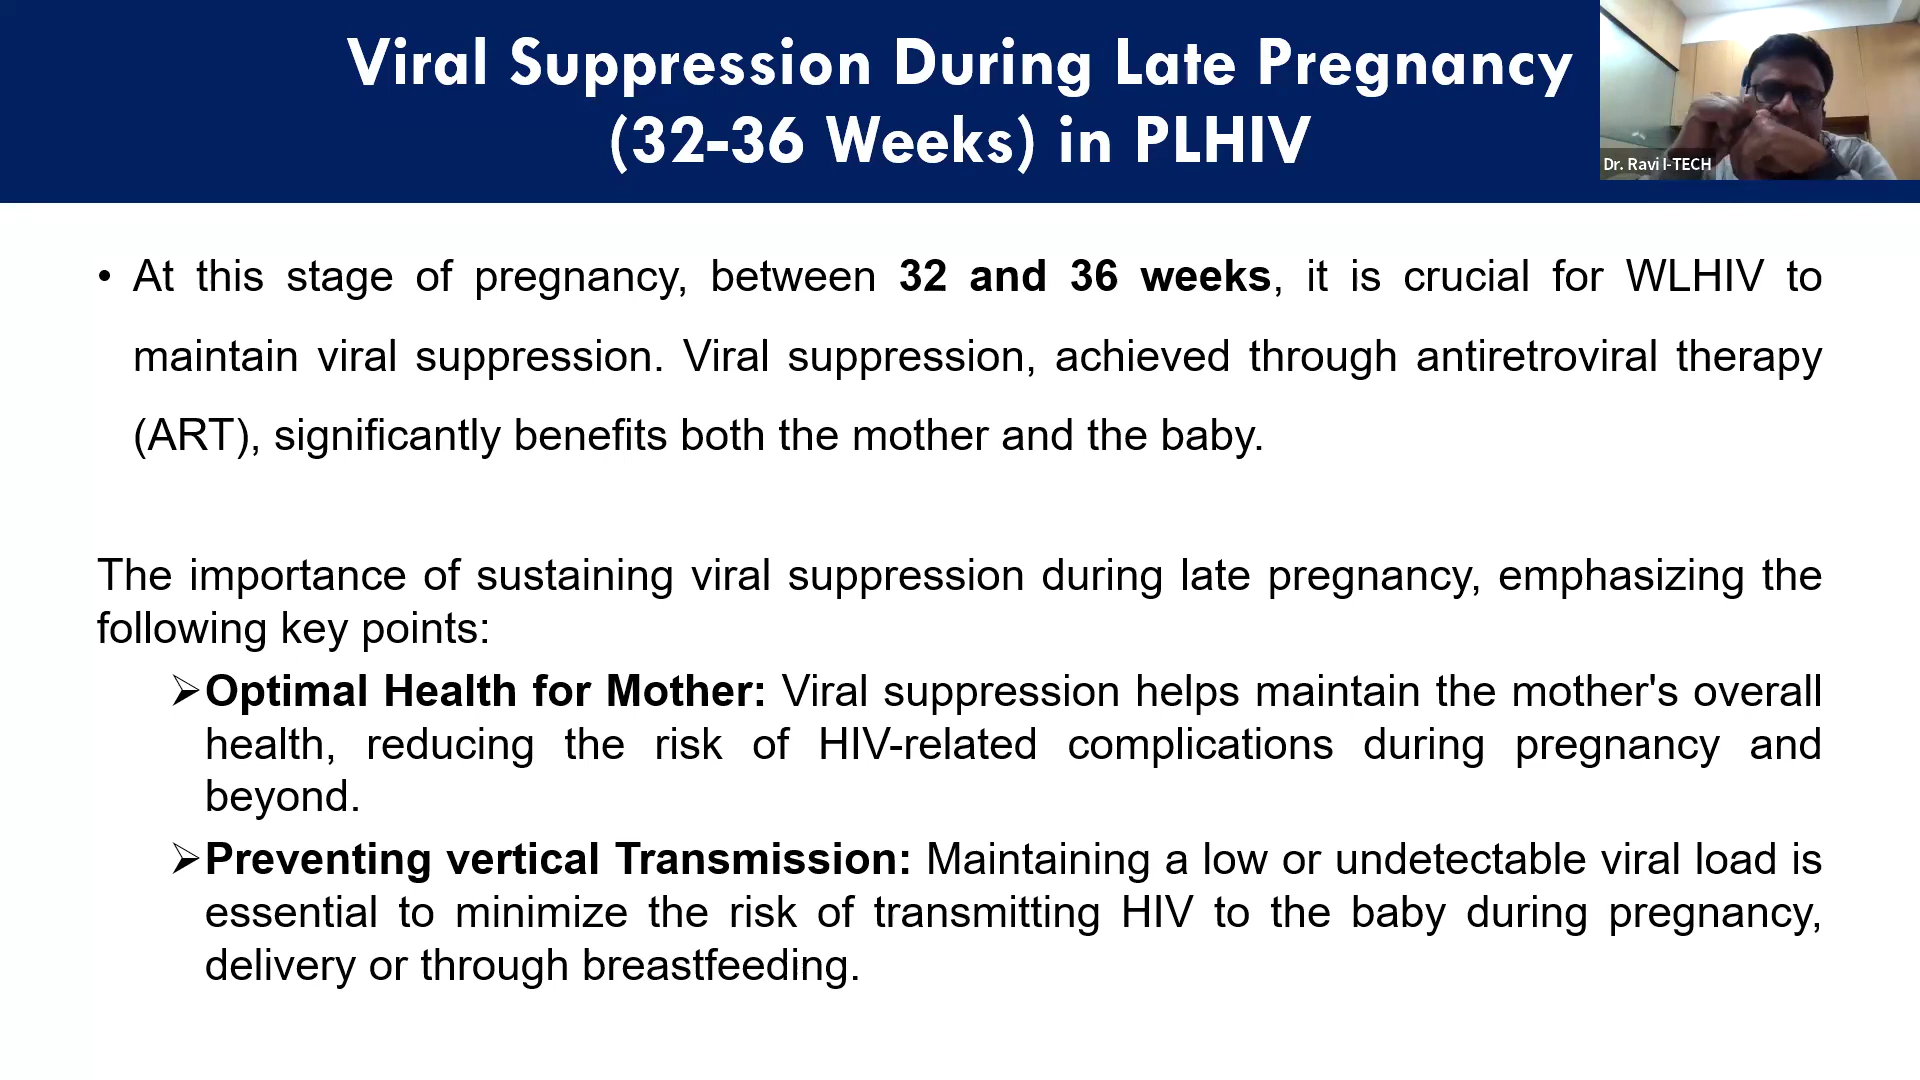 Viral Suppression During Late Pregnancy
(32-36 Weeks) in PLHIV
Dr. Ravi I-TECH
• At this stage of pregnancy, between 32 and 36 weeks, it is crucial for WLHIV to
maintain viral suppression. Viral suppression, achieved through antiretroviral therapy
(ART), significantly benefits both the mother and the baby.
The importance of sustaining viral suppression during late pregnancy, emphasizing the
following key points:
➢Optimal Health for Mother: Viral suppression helps maintain the mother's overall
health, reducing the risk of HIV-related complications during pregnancy and
beyond.
➢Preventing vertical Transmission: Maintaining a low or undetectable viral load is
essential to minimize the risk of transmitting HIV to the baby during pregnancy,
delivery or through breastfeeding.